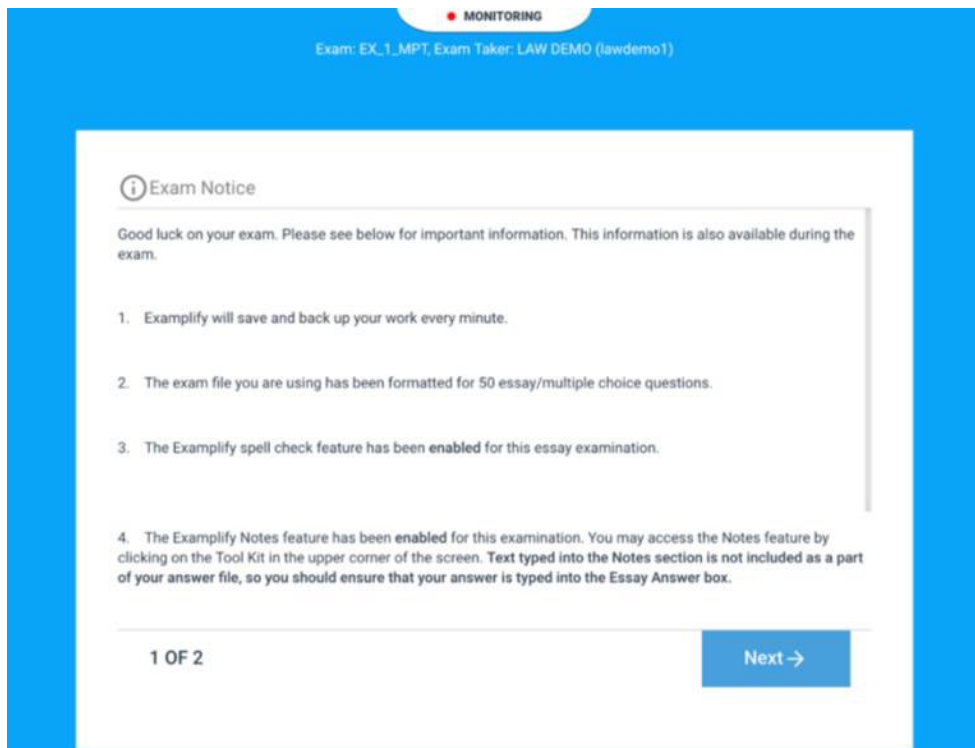 MONITORING
Exam: EX_1_MPT, Exam Taker: LAW DEMO (lawdemo1)
Exam Notice
Good luck on your exam. Please see below for important information. This information is also available during the
exam.
1. Examplify will save and back up your work every minute.
2. The exam file you are using has been formatted for 50 essay/multiple choice questions.
3. The Examplify spell check feature has been enabled for this essay examination.
4. The Examplify Notes feature has been enabled for this examination. You may access the Notes feature by
clicking on the Tool Kit in the upper corner of the screen. Text typed into the Notes section is not included as a part
of your answer file, so you should ensure that your answer is typed into the Essay Answer box.
1 OF 2
Next →